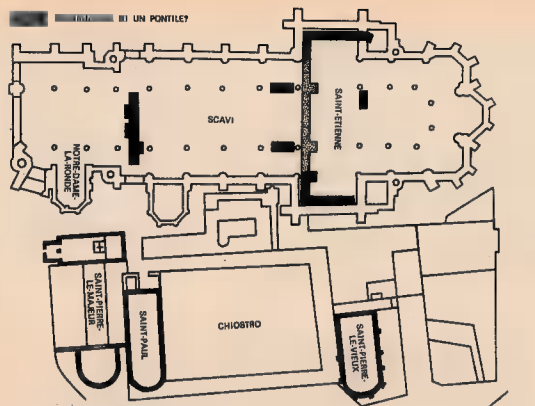 UN PONTILE?
SCAVI
SAINT-ETIENNE
NOTRE-DAME-
LA-RONDE
SAINT-PIERRE-
LE-MAJEUR
SAINT-PAUL
CHIOSTRO
SAINT-PIERRE-
LE-VIEUX